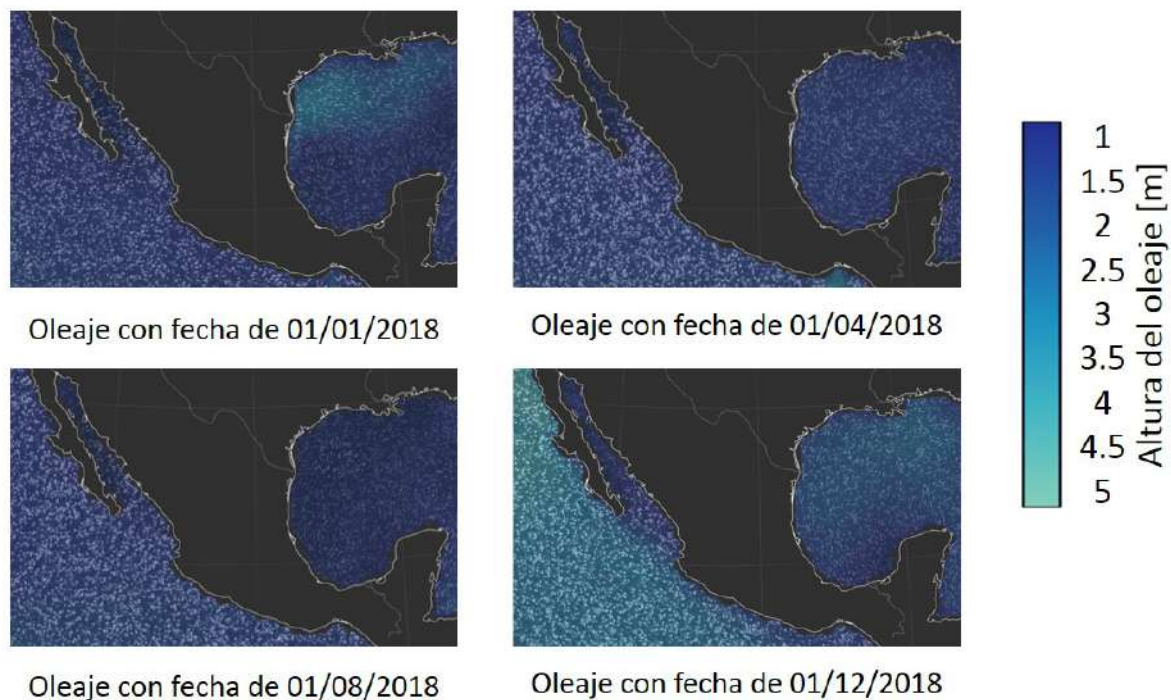 Oleaje con fecha de 01/01/2018
Oleaje con fecha de 01/04/2018
Oleaje con fecha de 01/08/2018
Oleaje con fecha de 01/12/2018
1
1.5
2
2.5
3
3.5
4
4.5
5
Altura del oleaje [m]